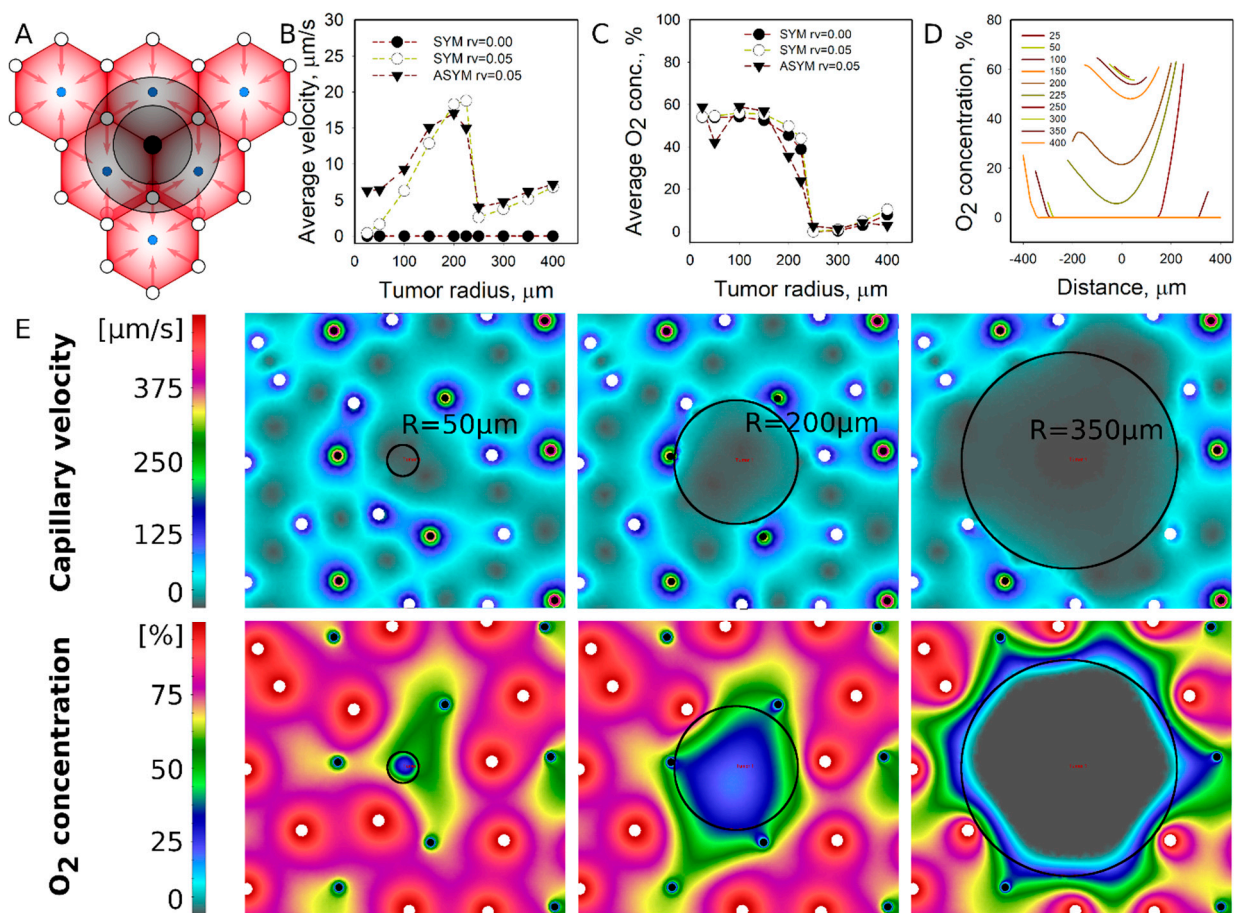 A
B
Average velocity, μm/s
30
25
20
15
10
5
0
SYM rv=0.00
SYM rv=0.05
ASYM rv=0.05
0 100 200 300 400
Tumor radius, μm
C
Average O2 conc., %
100
80
60
40
20
0
SYM rv=0.00
SYM rv=0.05
ASYM rv=0.05
0 100 200 300 400
Tumor radius, μm
D
O2 concentration, %
80
60
40
20
0
25
50
100
150
200
225
250
300
350
400
-400 -200 0 200 400
Distance, μm
E
Capillary velocity
[μm/s]
375
250
125
0
R=50μm
R=200μm
R=350μm
O2 concentration
[%]
75
50
25
0